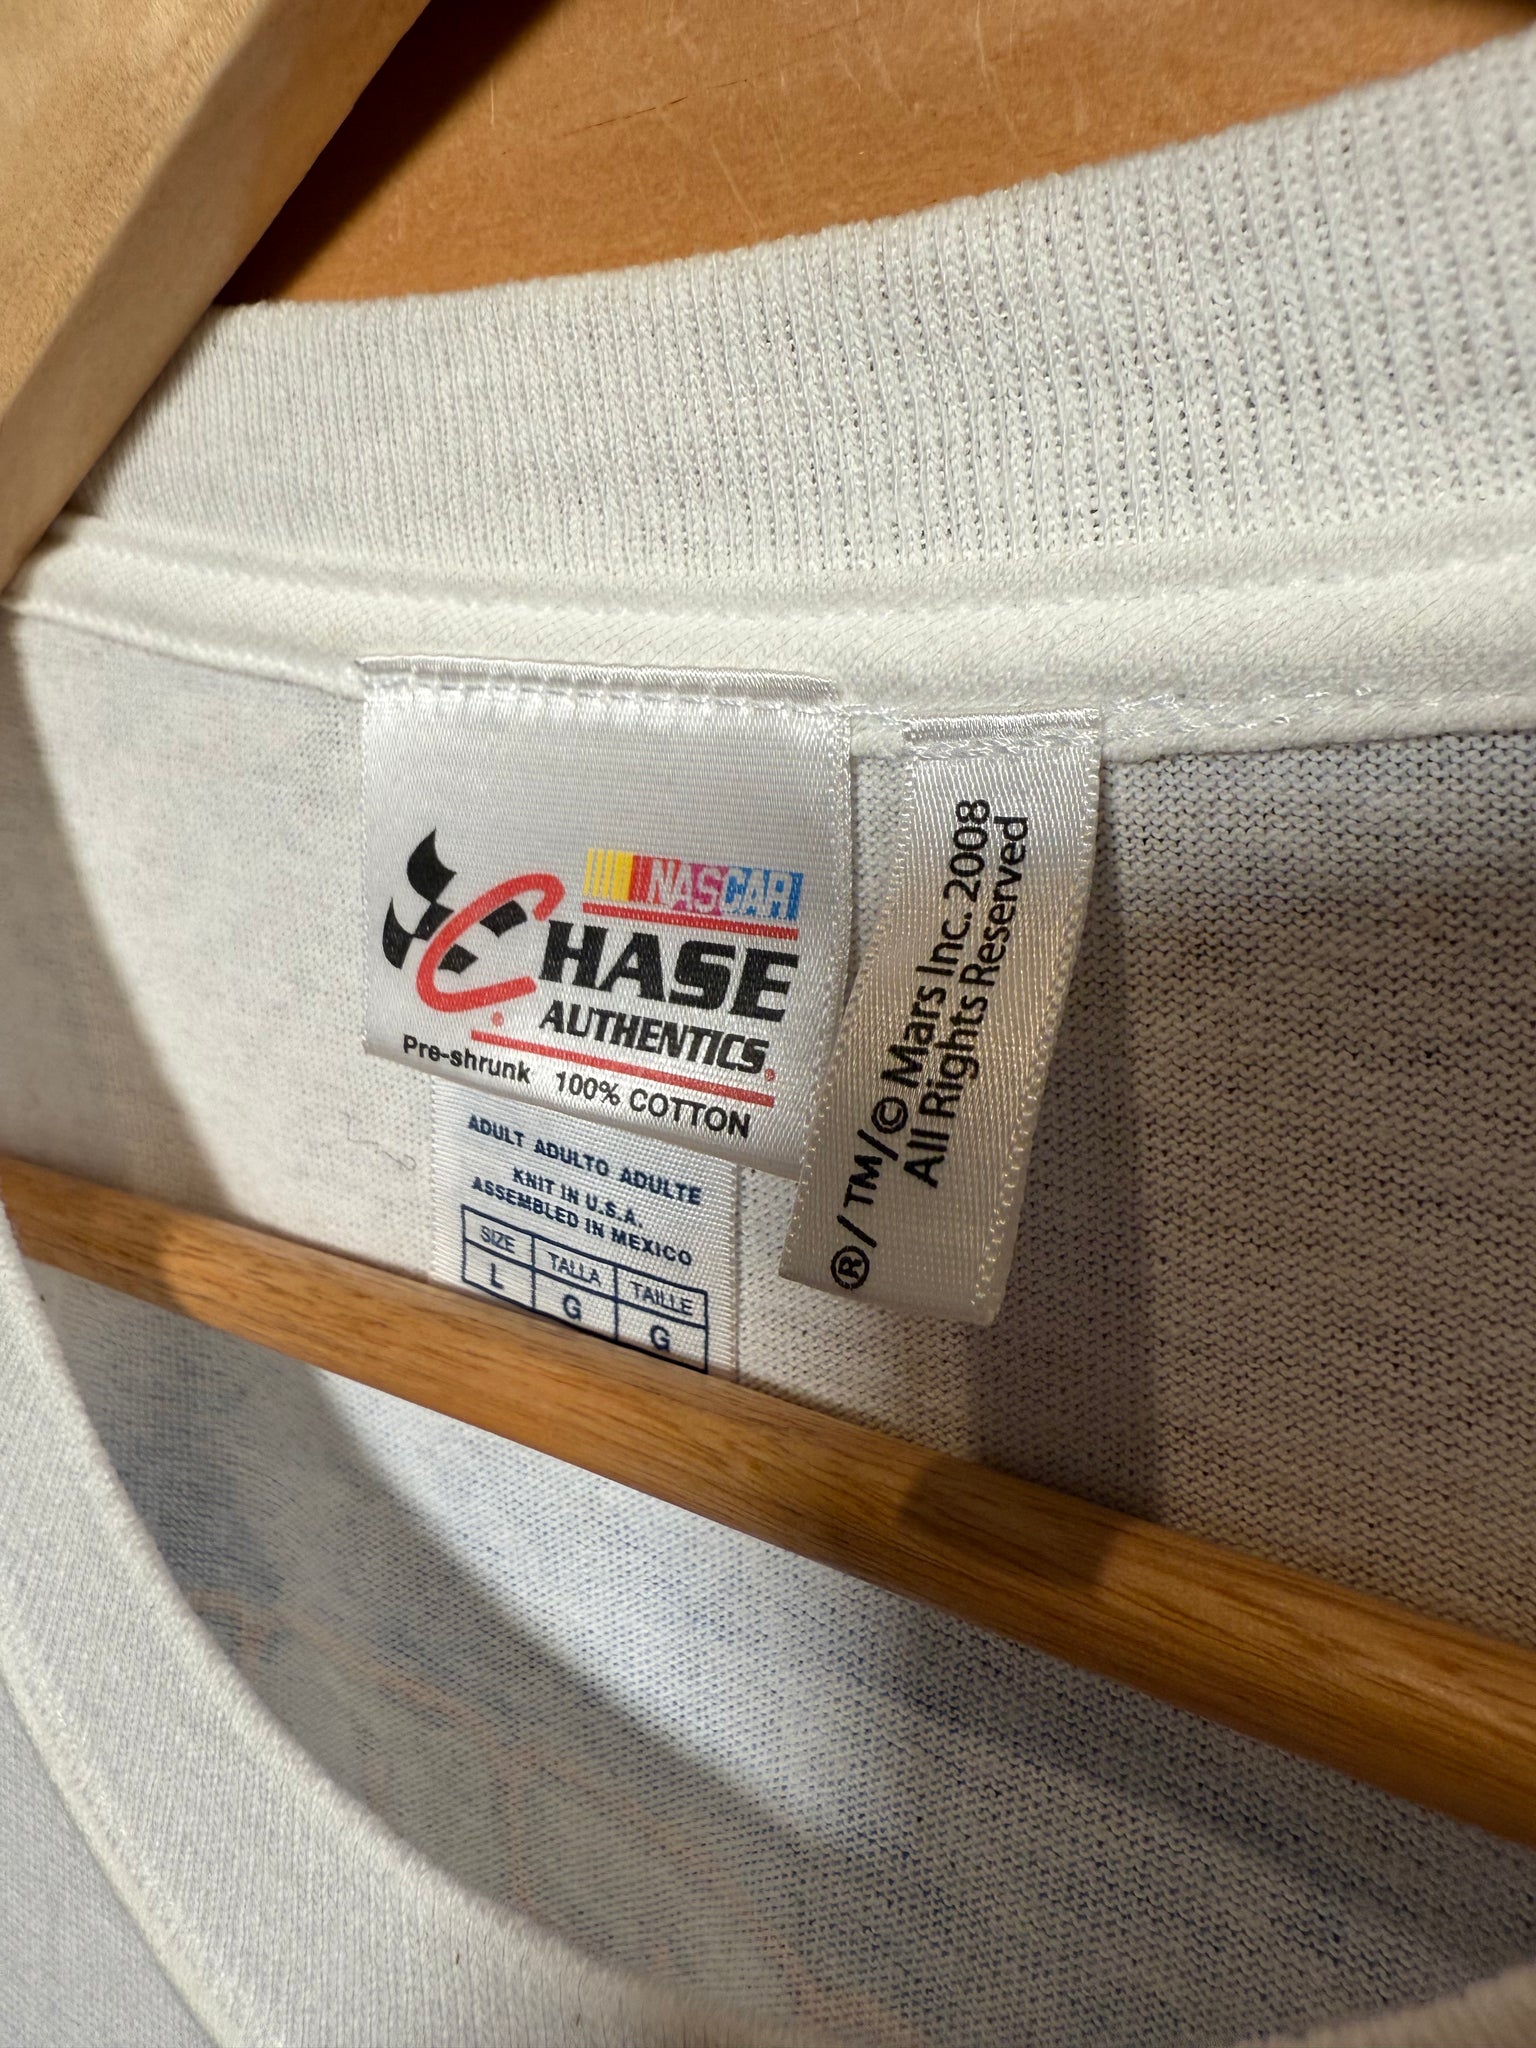 NASCAR
CHASE
AUTHENTICS®
Pre-shrunk 100% COTTON
ADULT ADULTO ADULTE
KNIT IN U.S.A.
ASSEMBLED IN MEXICO
SIZE TALLA TAILLE
L G G
®/TM/© Mars Inc. 2008
All Rights Reserved